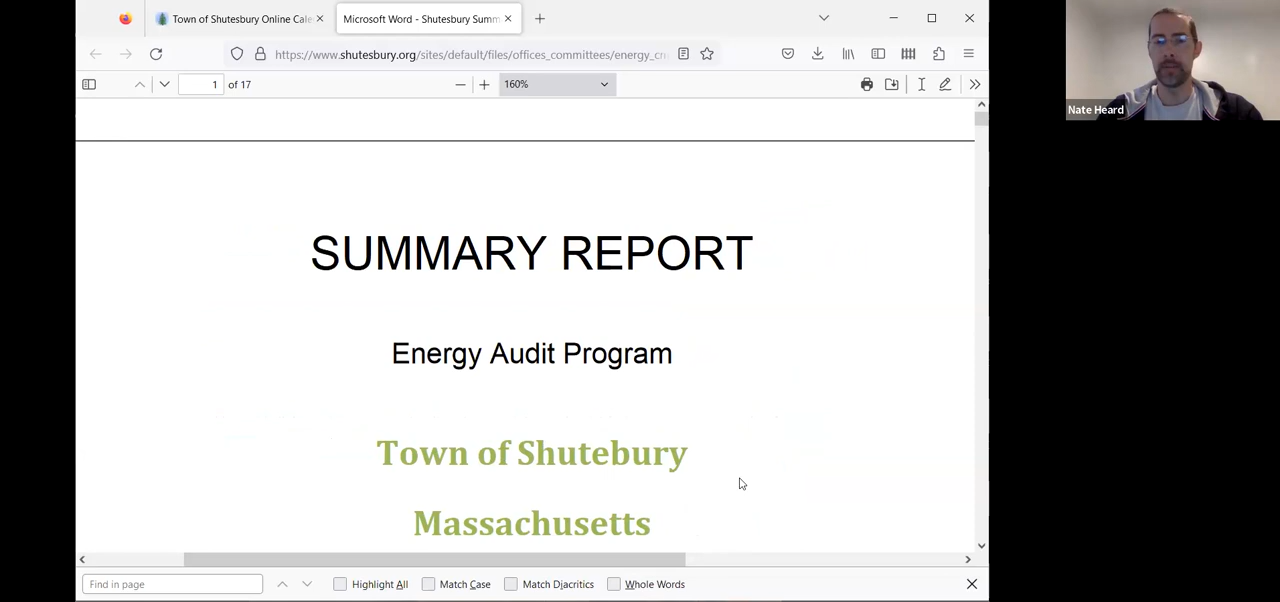 Town of Shutesbury Online Cale
Microsoft Word - Shutesbury Summ
https://www.shutesbury.org/sites/default/files/offices_committees/energy_cn
1 of 17
160%
Nate Heard
SUMMARY REPORT
Energy Audit Program
Town of Shutebury
Massachusetts
Find in page
Highlight All
Match Case
Match Diacritics
Whole Words